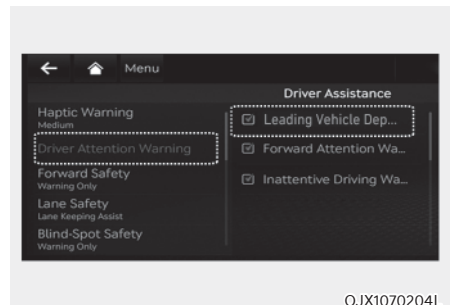 Menu
Driver Assistance
Haptic Warning
Medium
Driver Attention Warning
Forward Safety
Warning Only
Lane Safety
Lane Keeping Assist
Blind-Spot Safety
Warning Only
Leading Vehicle Dep...
Forward Attention Wa...
Inattentive Driving Wa...
OJX1070204L